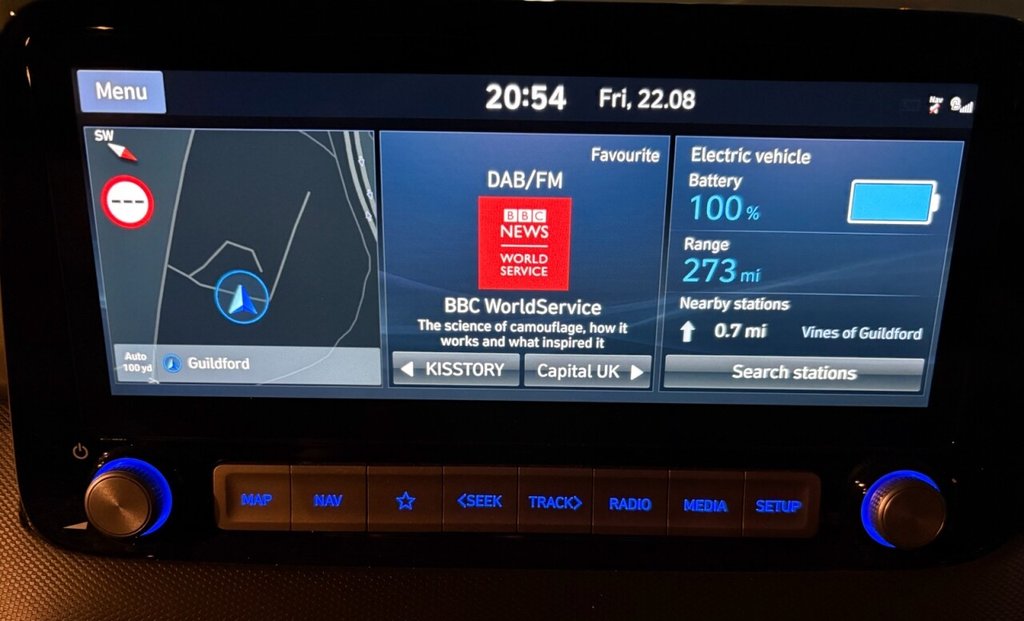 Menu
20:54
Fri, 22.08
Nav
SW
---
Auto
100 yd
Guildford
Favourite
DAB/FM
BBC
NEWS
WORLD
SERVICE
BBC WorldService
The science of camouflage, how it
works and what inspired it
KISSTORY
Capital UK
Electric vehicle
Battery
100%
Range
273 mi
Nearby stations
0.7 mi
Vines of Guildford
Search stations
MAP
NAV
<SEEK
TRACK>
RADIO
MEDIA
SETUP